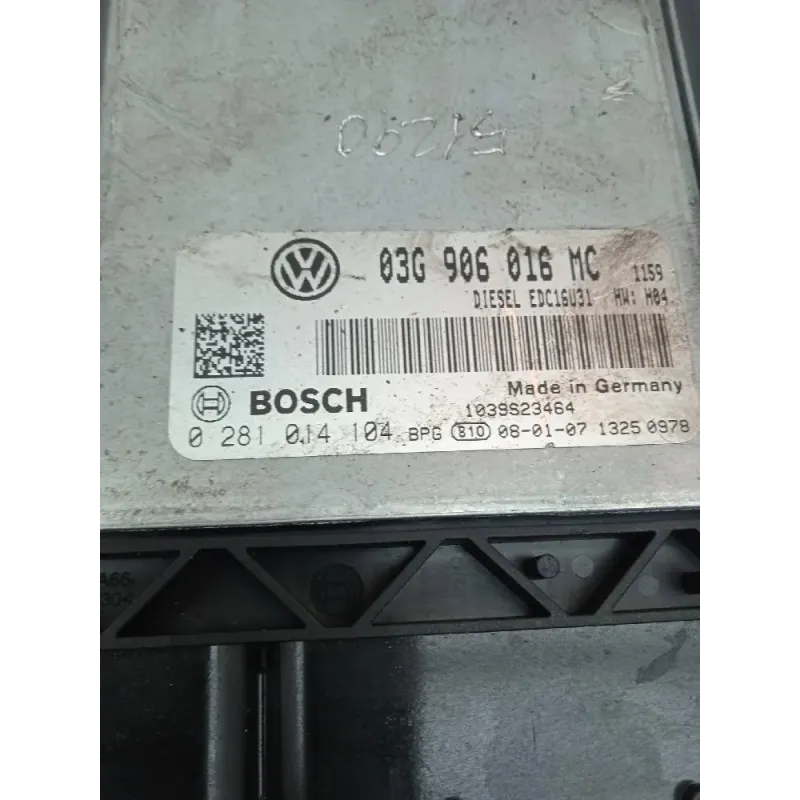 51290
03G 906 016 MC 1159
DIESEL EDC16U31 HW: H04
Made in Germany
BOSCH 1039S23464
0 281 014 104 BPG 810 08-01-07 1325 0978